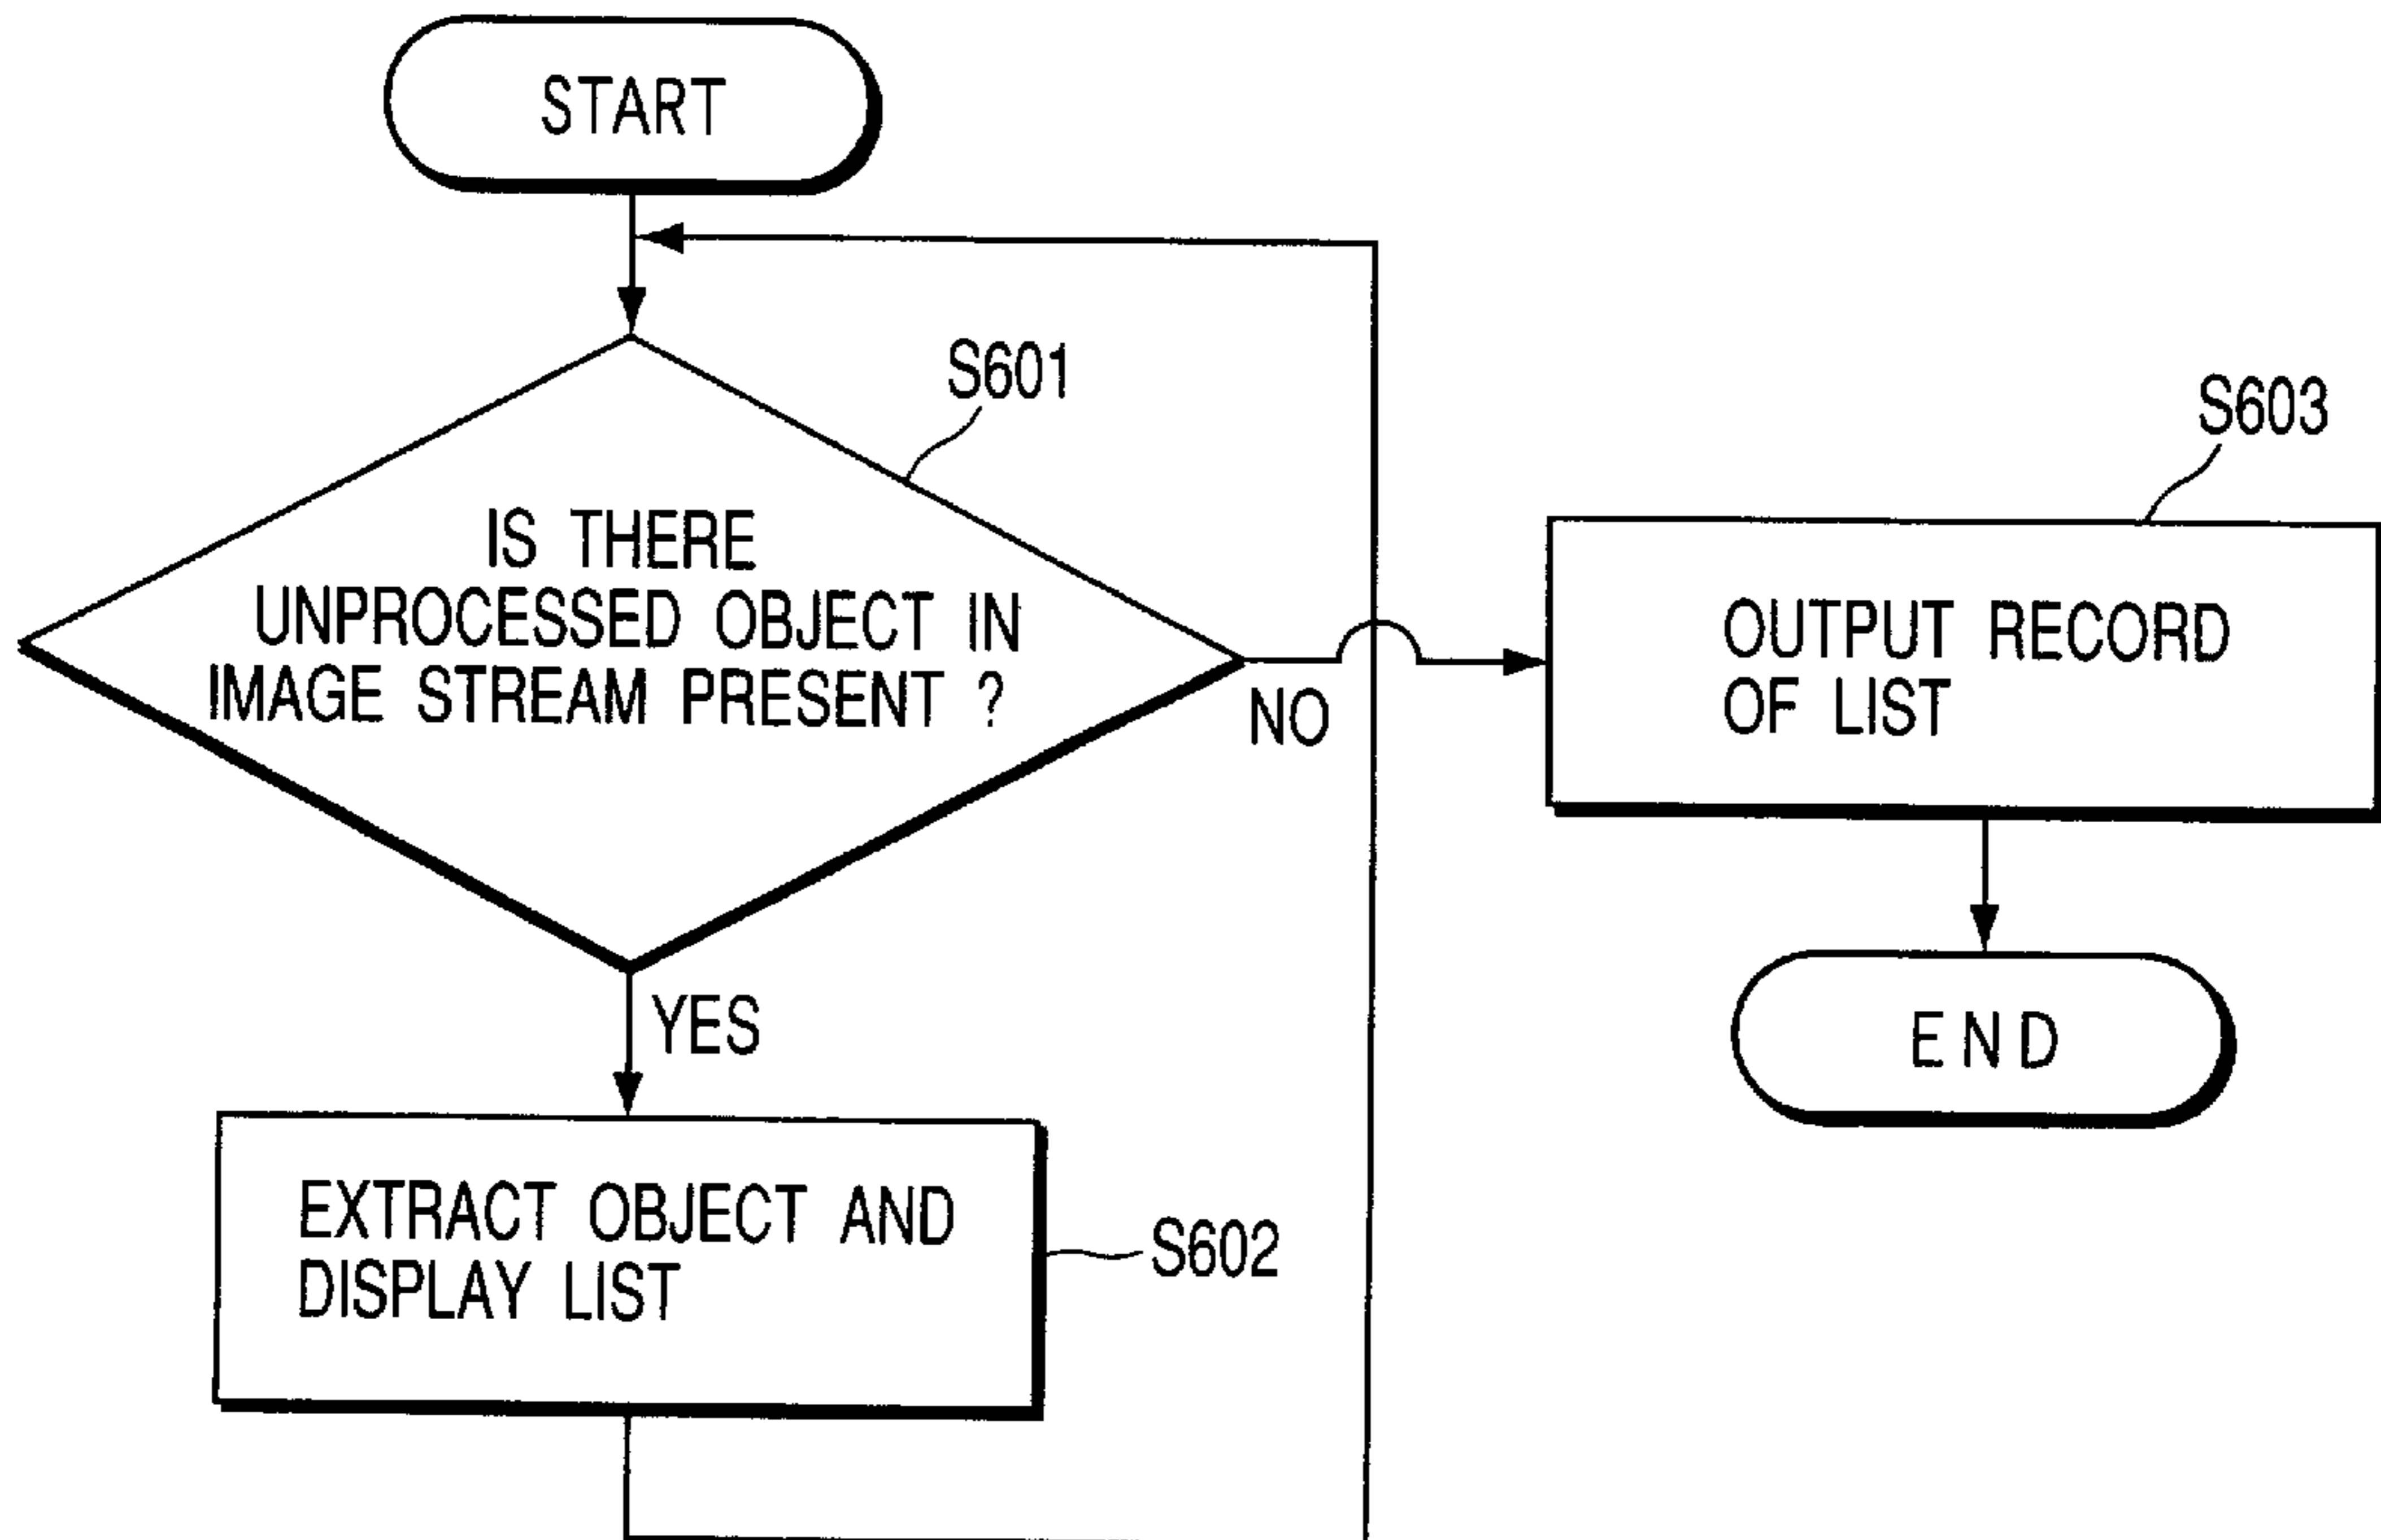 START
S601
IS THERE
UNPROCESSED OBJECT IN
IMAGE STREAM PRESENT ?
NO
YES
EXTRACT OBJECT AND
DISPLAY LIST
S602
S603
OUTPUT RECORD
OF LIST
END